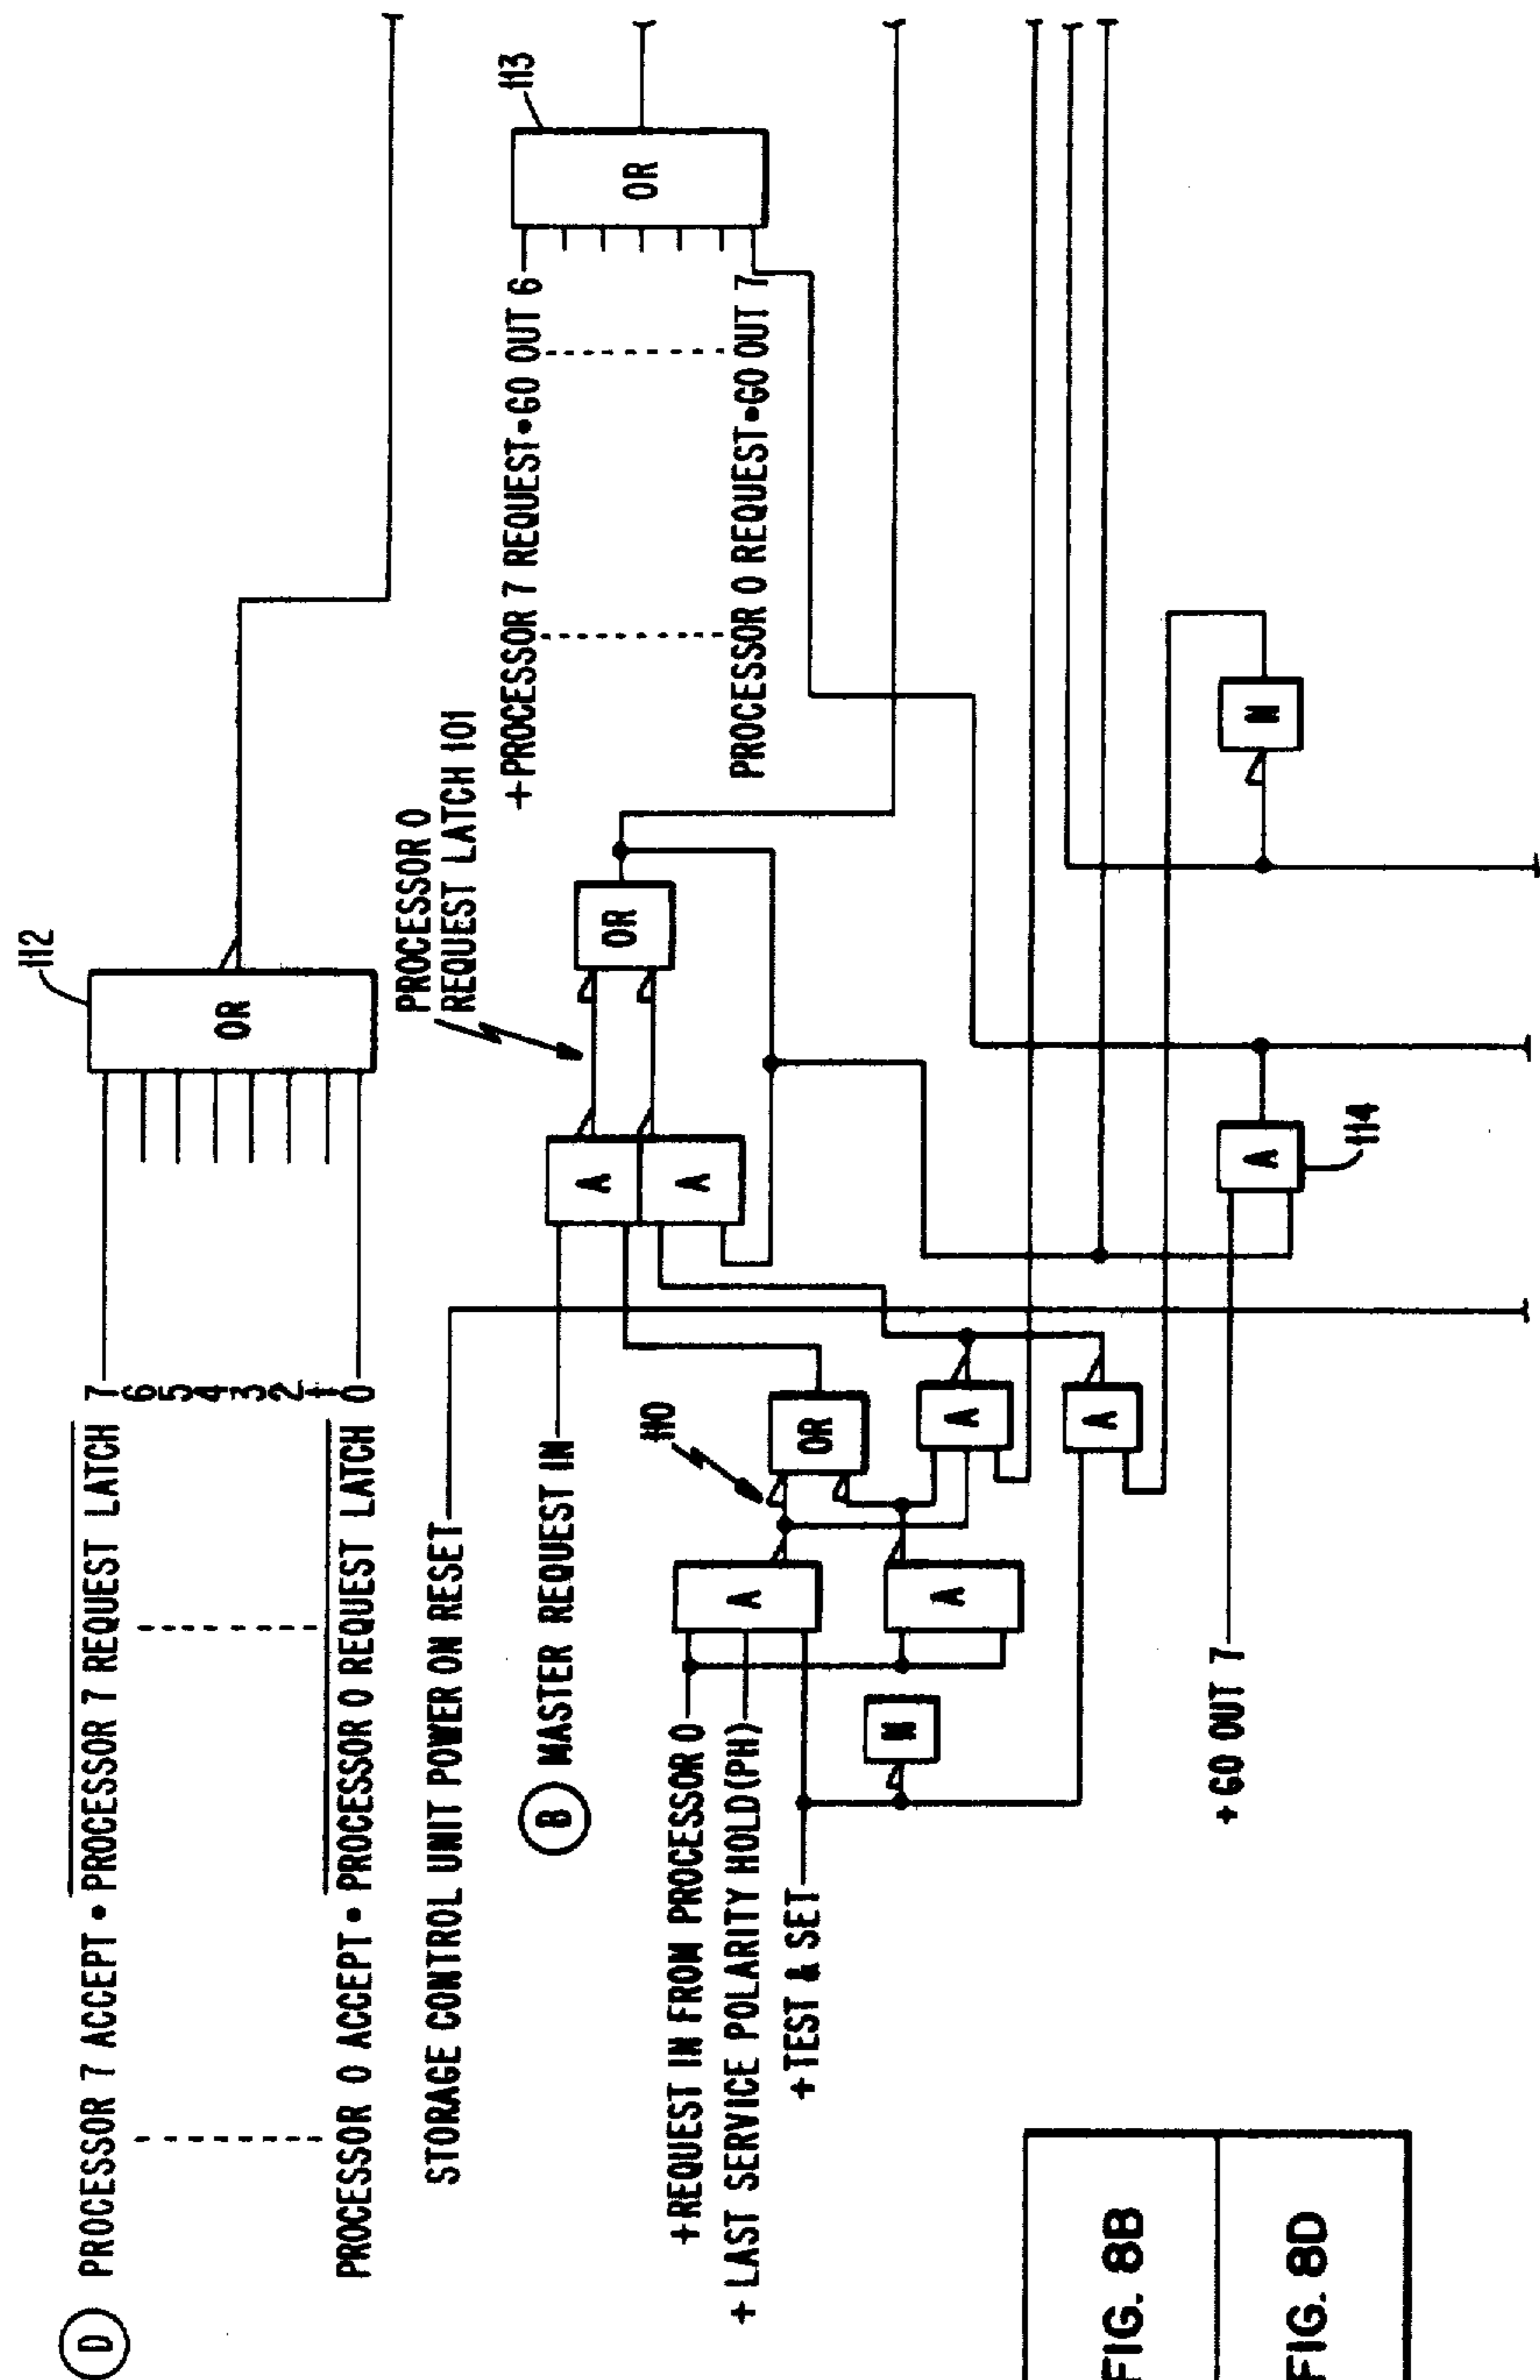 D PROCESSOR 7 ACCEPT • PROCESSOR 7 REQUEST LATCH 7
6
5
4
3
2
1
PROCESSOR 0 ACCEPT • PROCESSOR 0 REQUEST LATCH 0
OR
112
STORAGE CONTROL UNIT POWER ON RESET
B MASTER REQUEST IN
PROCESSOR 0
REQUEST LATCH 101
A
A
OR
+PROCESSOR 7 REQUEST•GO OUT 6
PROCESSOR 0 REQUEST•GO OUT 7
OR
113
+REQUEST IN FROM PROCESSOR 0
+ LAST SERVICE POLARITY HOLD(PH)
+TEST & SET
A
110
OR
N
A
A
A
+ GO OUT 7
A
114
N
FIG. 8B
FIG. 8D